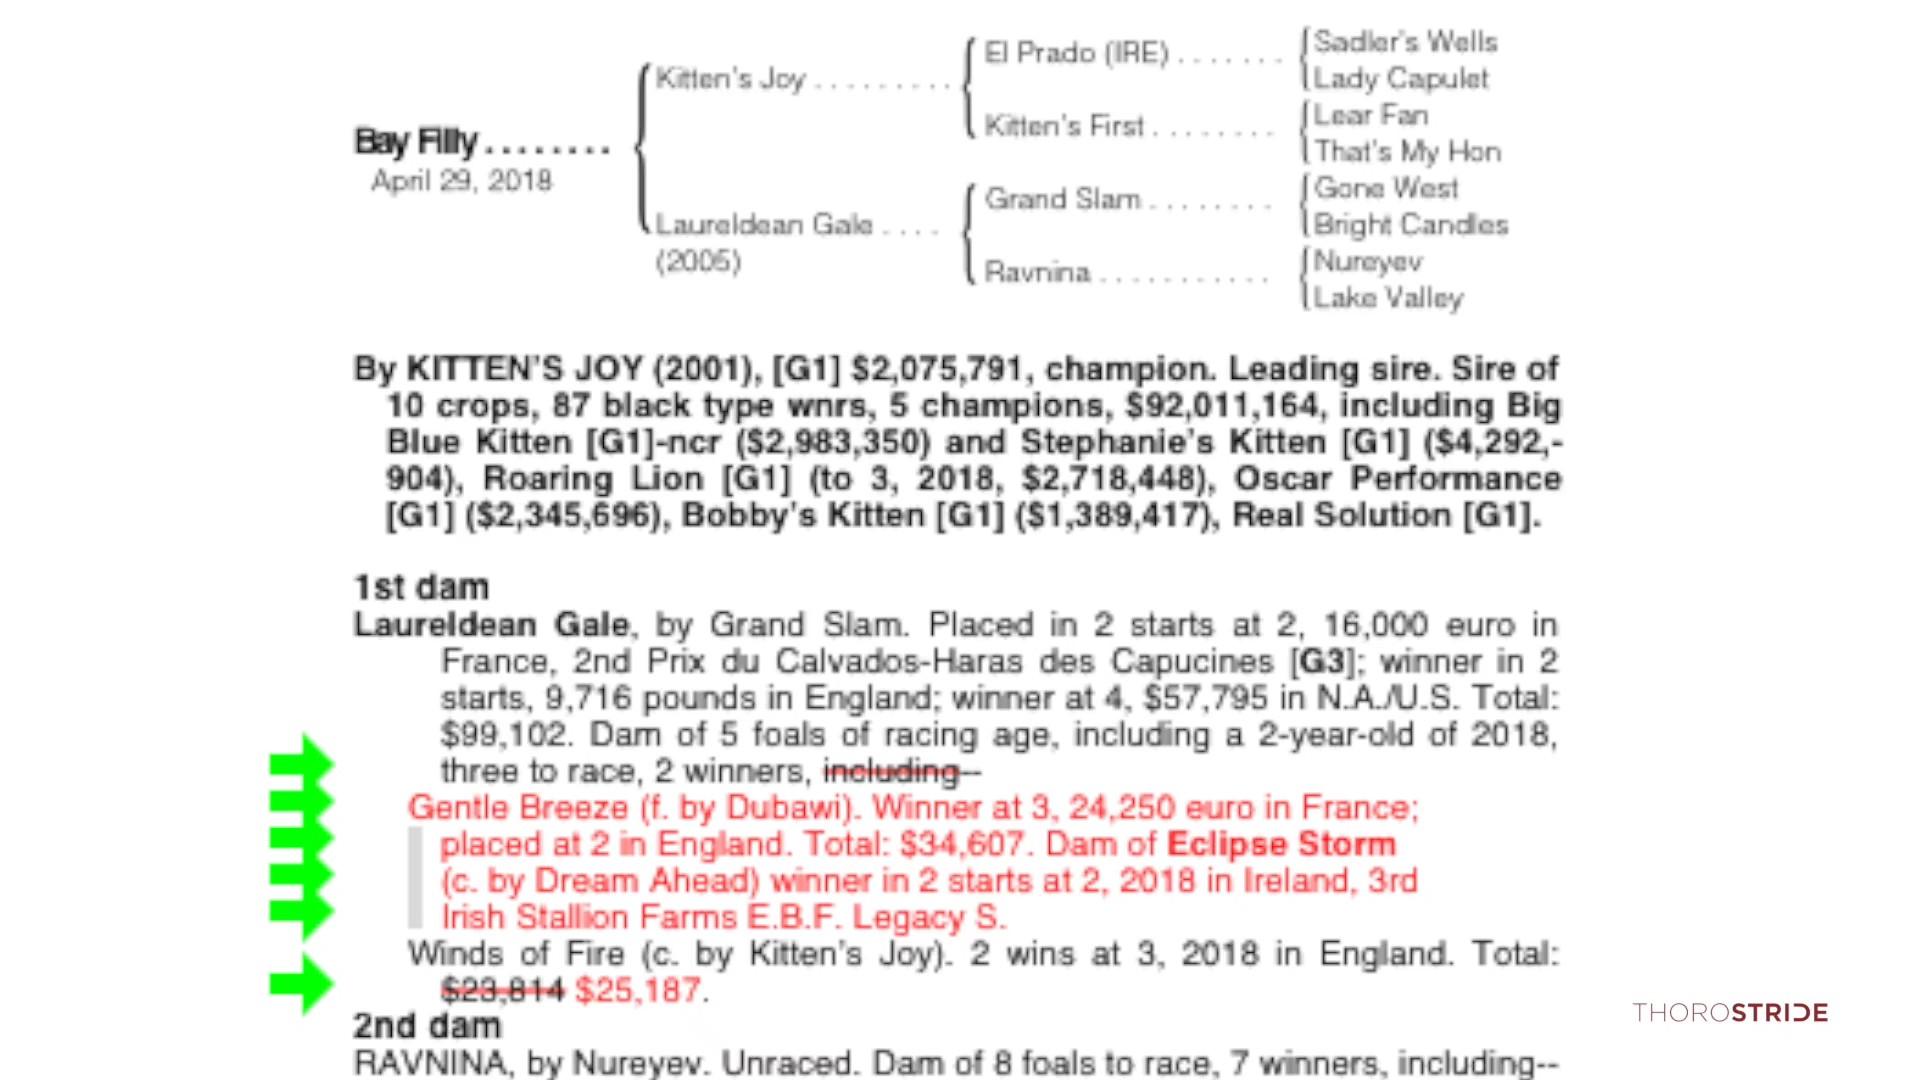 El Prado (IRE) . . . . . . .
Sadler's Wells
Lady Capulet
Kitten's Joy . . . . . . . . .
Kitten's First . . . . . . . .
Lear Fan
That's My Hon
Bay Filly ........
April 29, 2018
Grand Slam . . . . . . . .
Gone West
Bright Candles
Laureldean Gale . . . .
(2005)
Ravnina . . . . . . . . . . .
Nureyev
Lake Valley
By KITTEN'S JOY (2001), [G1] $2,075,791, champion. Leading sire. Sire of
10 crops, 87 black type wnrs, 5 champions, $92,011,164, including Big
Blue Kitten [G1]-ncr ($2,983,350) and Stephanie's Kitten [G1] ($4,292,-
904), Roaring Lion [G1] (to 3, 2018, $2,718,448), Oscar Performance
[G1] ($2,345,696), Bobby's Kitten [G1] ($1,389,417), Real Solution [G1].
1st dam
Laureldean Gale, by Grand Slam. Placed in 2 starts at 2, 16,000 euro in
France, 2nd Prix du Calvados-Haras des Capucines [G3]; winner in 2
starts, 9,716 pounds in England; winner at 4, $57,795 in N.A./U.S. Total:
$99,102. Dam of 5 foals of racing age, including a 2-year-old of 2018,
three to race, 2 winners, including--
Gentle Breeze (f. by Dubawi). Winner at 3, 24,250 euro in France;
placed at 2 in England. Total: $34,607. Dam of Eclipse Storm
(c. by Dream Ahead) winner in 2 starts at 2, 2018 in Ireland, 3rd
Irish Stallion Farms E.B.F. Legacy S.
Winds of Fire (c. by Kitten's Joy). 2 wins at 3, 2018 in England. Total:
$23,814 $25,187.
2nd dam
RAVNINA, by Nureyev. Unraced. Dam of 8 foals to race, 7 winners, including--
THOROSTRIDE